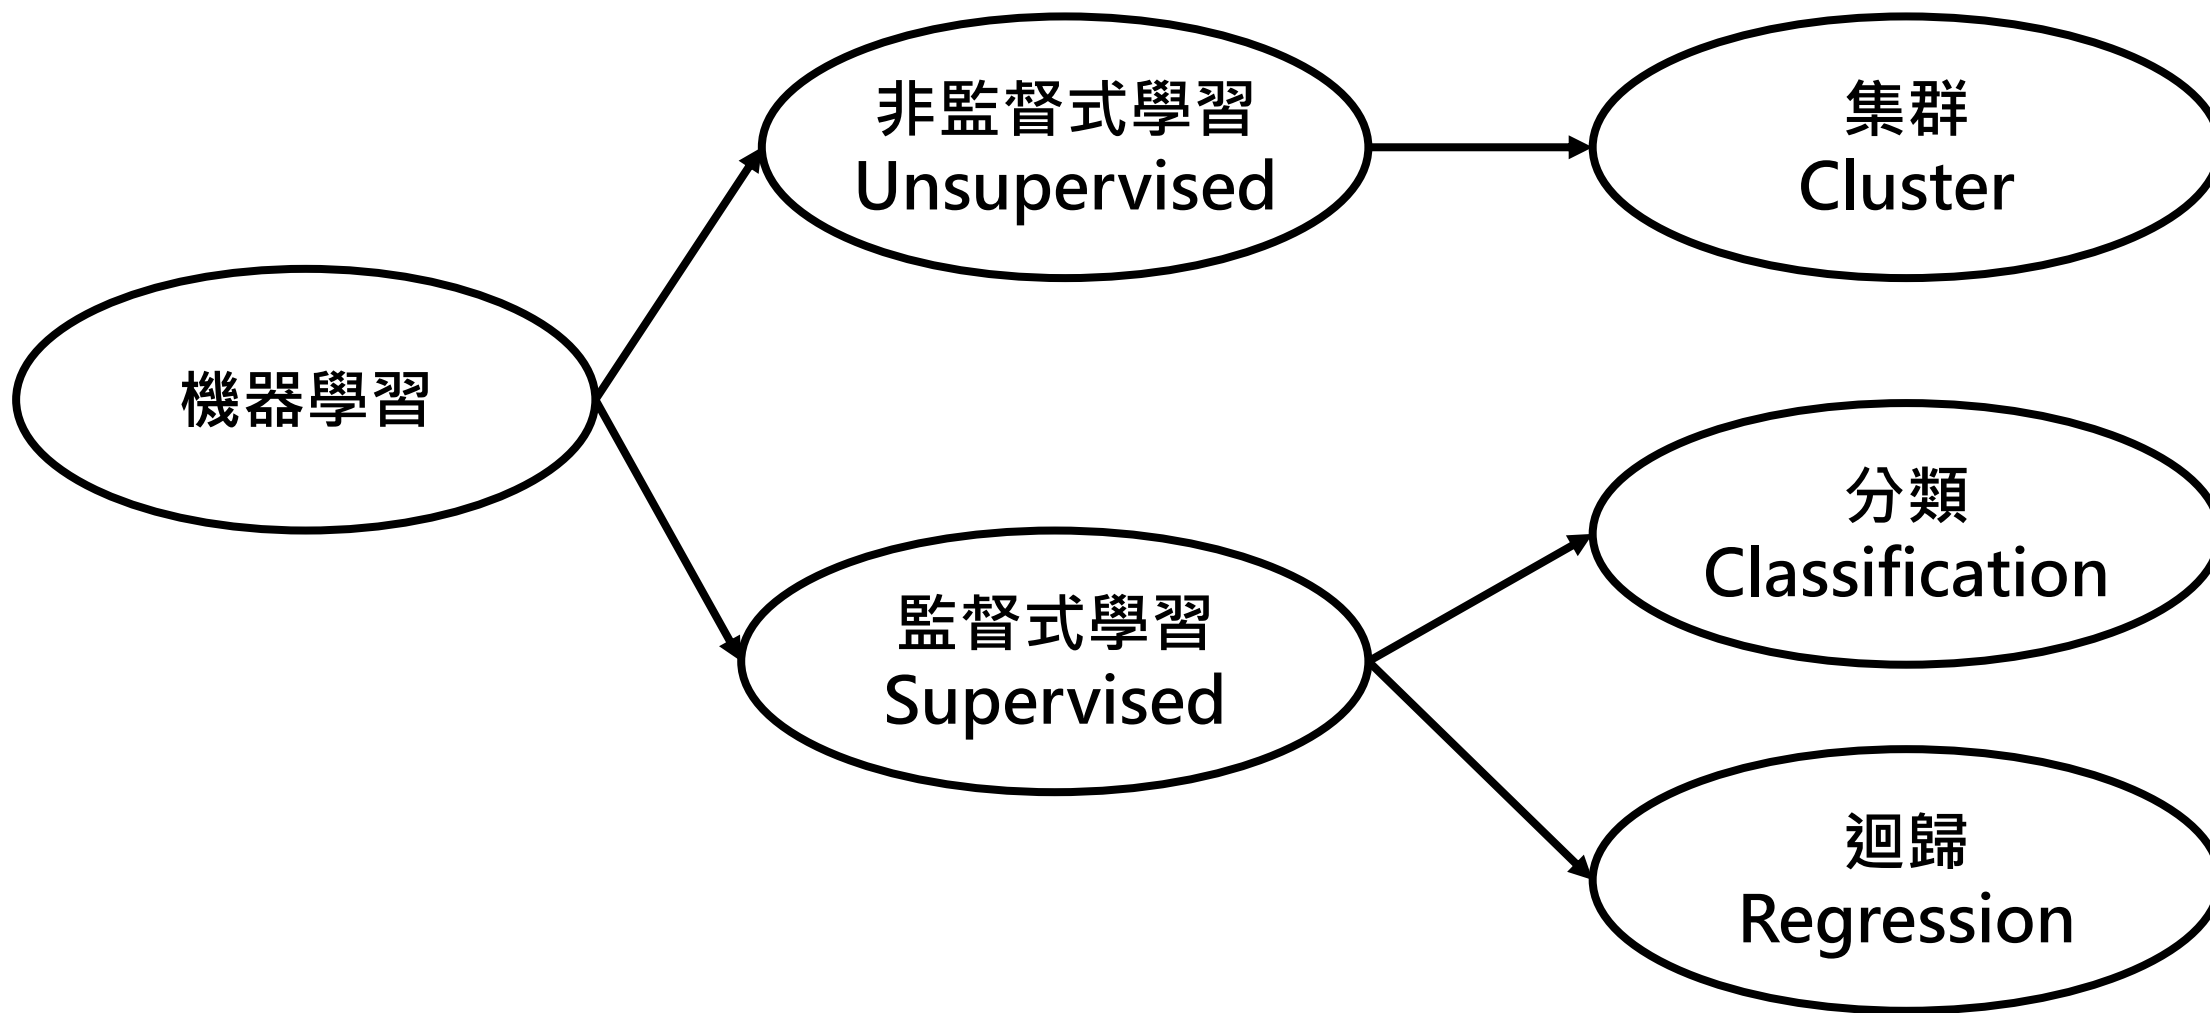 非監督式學習
Unsupervised
集群
Cluster
機器學習
分類
Classification
監督式學習
Supervised
迴歸
Regression